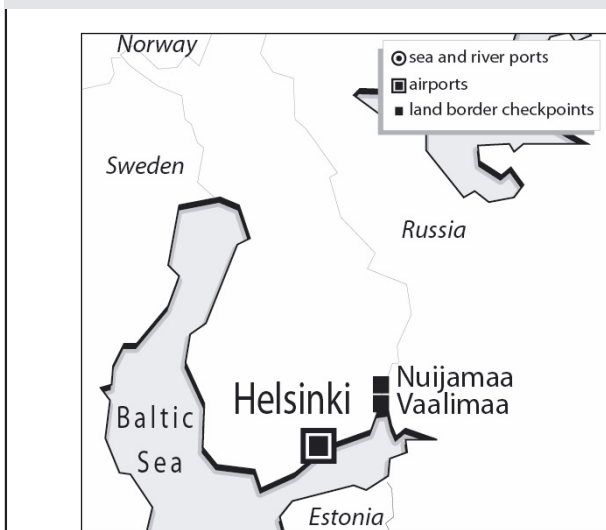 Norway
sea and river ports
airports
land border checkpoints
Sweden
Russia
Nuijamaa
Helsinki
Vaalimaa
Baltic
Sea
Estonia